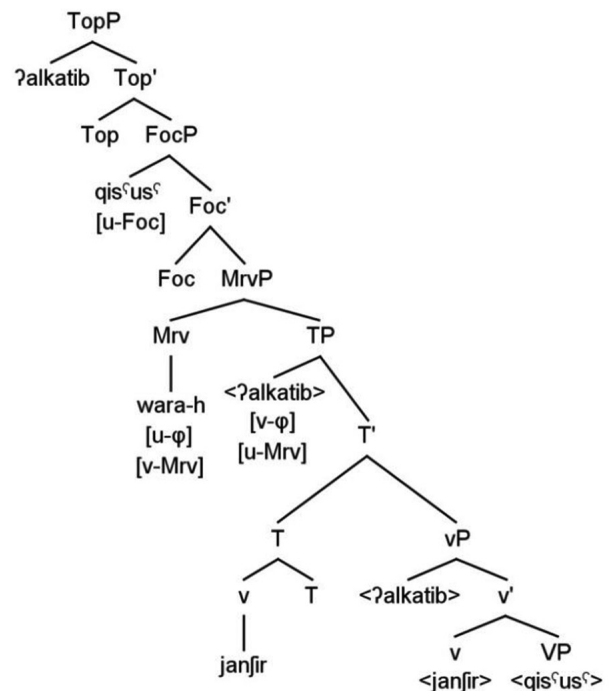 TopP
ʔalkatib Top'
Top FocP
qisˤusˤ Foc'
[u-Foc]
Foc MrvP
Mrv TP
wara-h <ʔalkatib>
[u-φ] [v-φ] T'
[v-Mrv] [u-Mrv]
T vP
v T <ʔalkatib> v'
janʃir v VP
<janʃir> <qisˤusˤ>